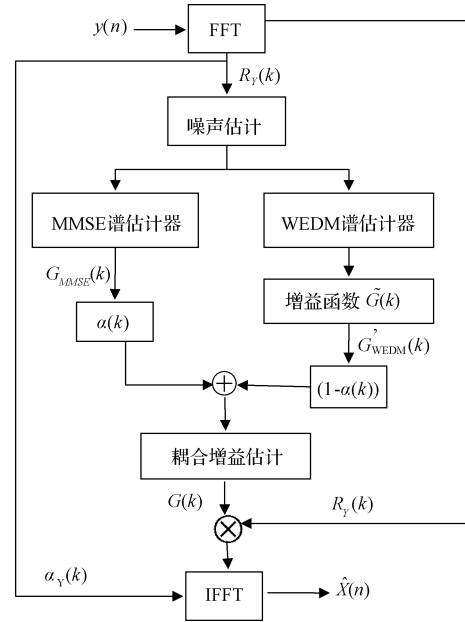 y(n)
FFT
R_Y(k)
噪声估计
MMSE谱估计器
WEDM谱估计器
G_MMSE(k)
增益函数 G̃(k)
α(k)
G'_WEDM(k)
(1-α(k))
耦合增益估计
G(k)
R_Y(k)
α_Y(k)
IFFT
X̂(n)